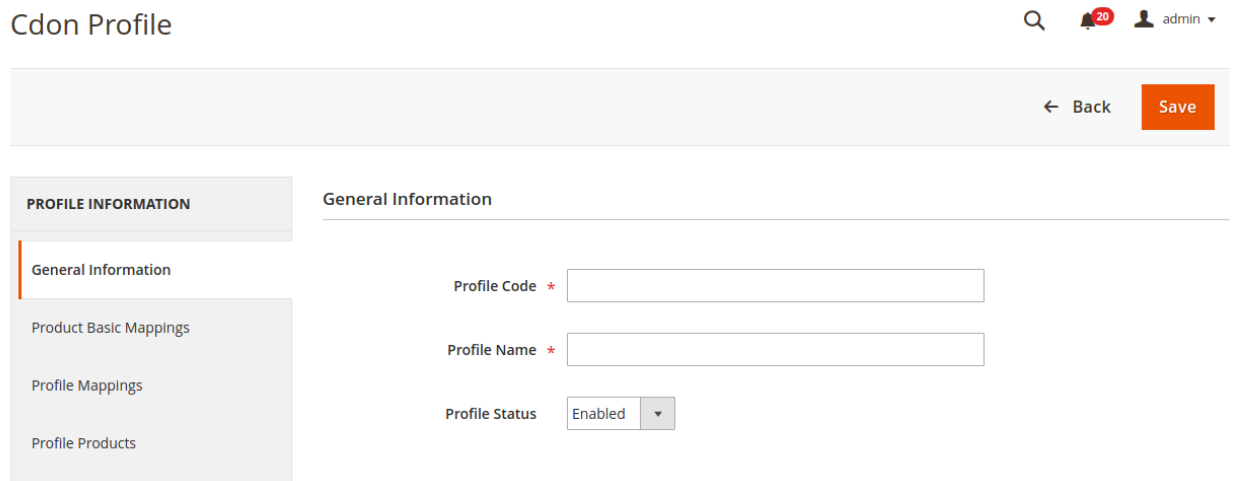 Cdon Profile
20
admin
Back
Save
PROFILE INFORMATION
General Information
Product Basic Mappings
Profile Mappings
Profile Products
General Information
Profile Code *
Profile Name *
Profile Status Enabled